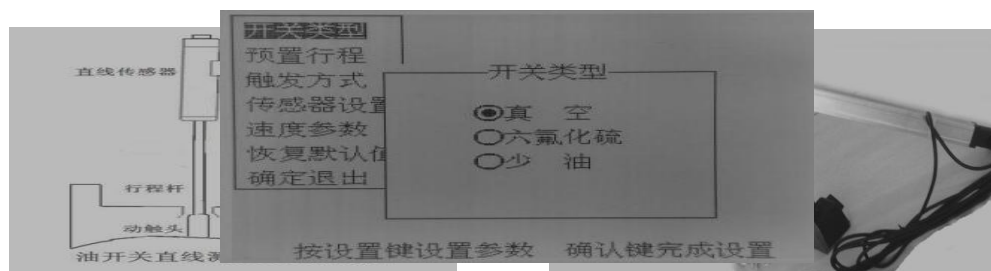 直线传感器
行程杆
动触头
油开关直线
开关类型
预置行程
触发方式
传感器设置
速度参数
恢复默认值
确定退出
开关类型
真 空
六氟化硫
少 油
按设置键设置参数 确认键完成设置